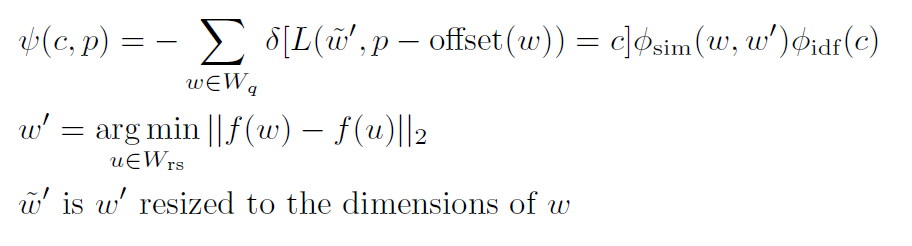 ψ(c, p) = − ∑_{w∈W_q} δ[L(w̃′, p − offset(w)) = c]ϕ_sim(w, w′)ϕ_idf(c)
w′ = arg min_{u∈W_rs} ||f(w) − f(u)||_2
w̃′ is w′ resized to the dimensions of w